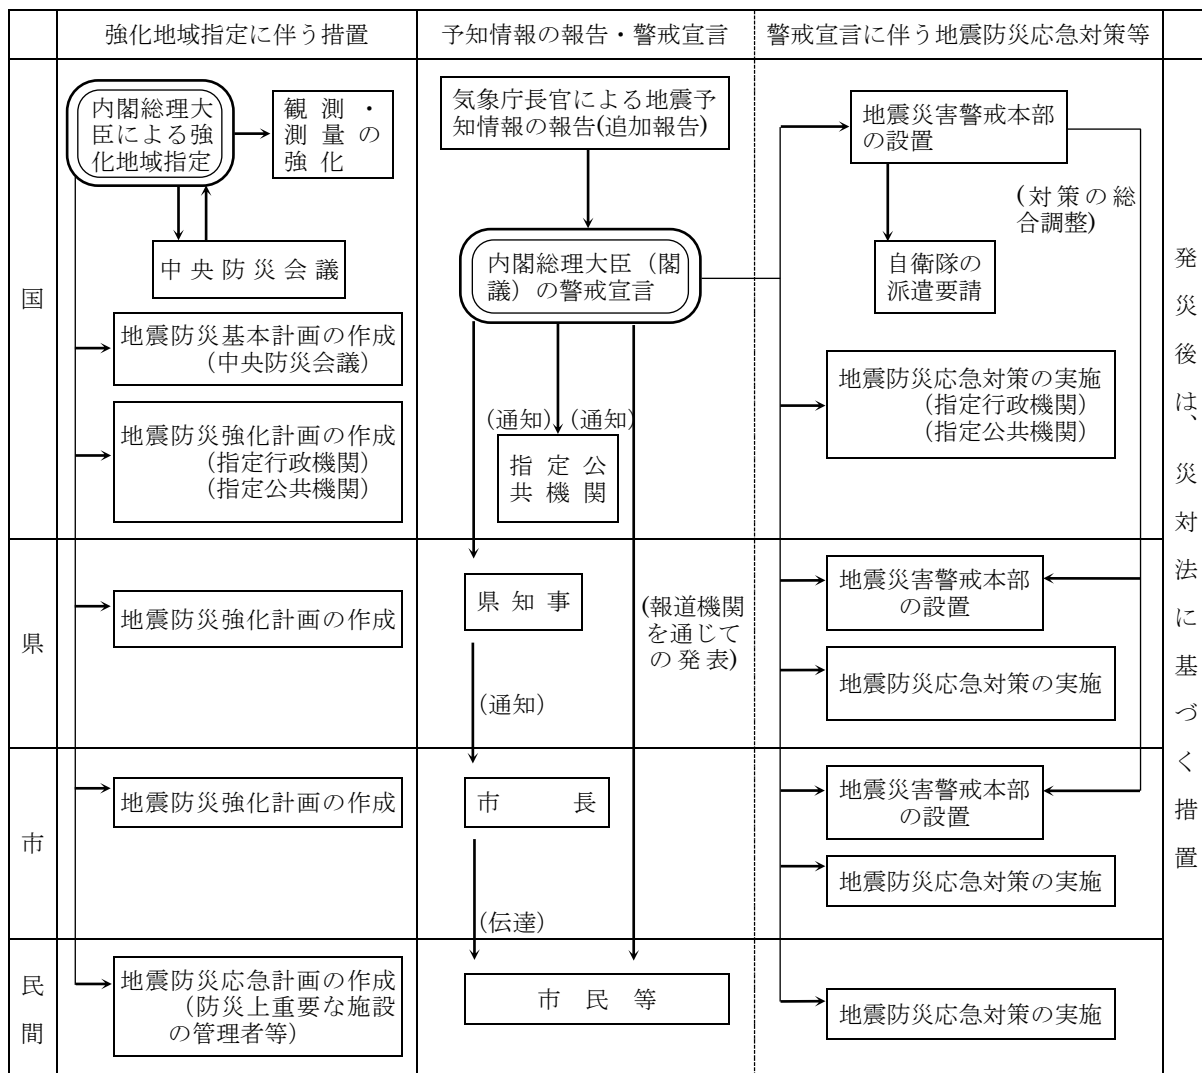 強化地域指定に伴う措置
予知情報の報告・警戒宣言
警戒宣言に伴う地震防災応急対策等
国
内閣総理大
臣による強
化地域指定
観測・
測量の
強化
中央防災会議
地震防災基本計画の作成
（中央防災会議）
地震防災強化計画の作成
（指定行政機関）
（指定公共機関）
気象庁長官による地震予
知情報の報告(追加報告)
内閣総理大臣（閣
議）の警戒宣言
(通知)
(通知)
指定公
共機関
地震災害警戒本部
の設置
(対策の総
合調整)
自衛隊の
派遣要請
地震防災応急対策の実施
（指定行政機関）
（指定公共機関）
県
地震防災強化計画の作成
県知事
(通知)
(報道機関
を通じて
の発表)
地震災害警戒本部
の設置
地震防災応急対策の実施
市
地震防災強化計画の作成
市長
(伝達)
地震災害警戒本部
の設置
地震防災応急対策の実施
民間
地震防災応急計画の作成
（防災上重要な施設
の管理者等）
市民等
地震防災応急対策の実施
発災後は、災対法に基づく措置